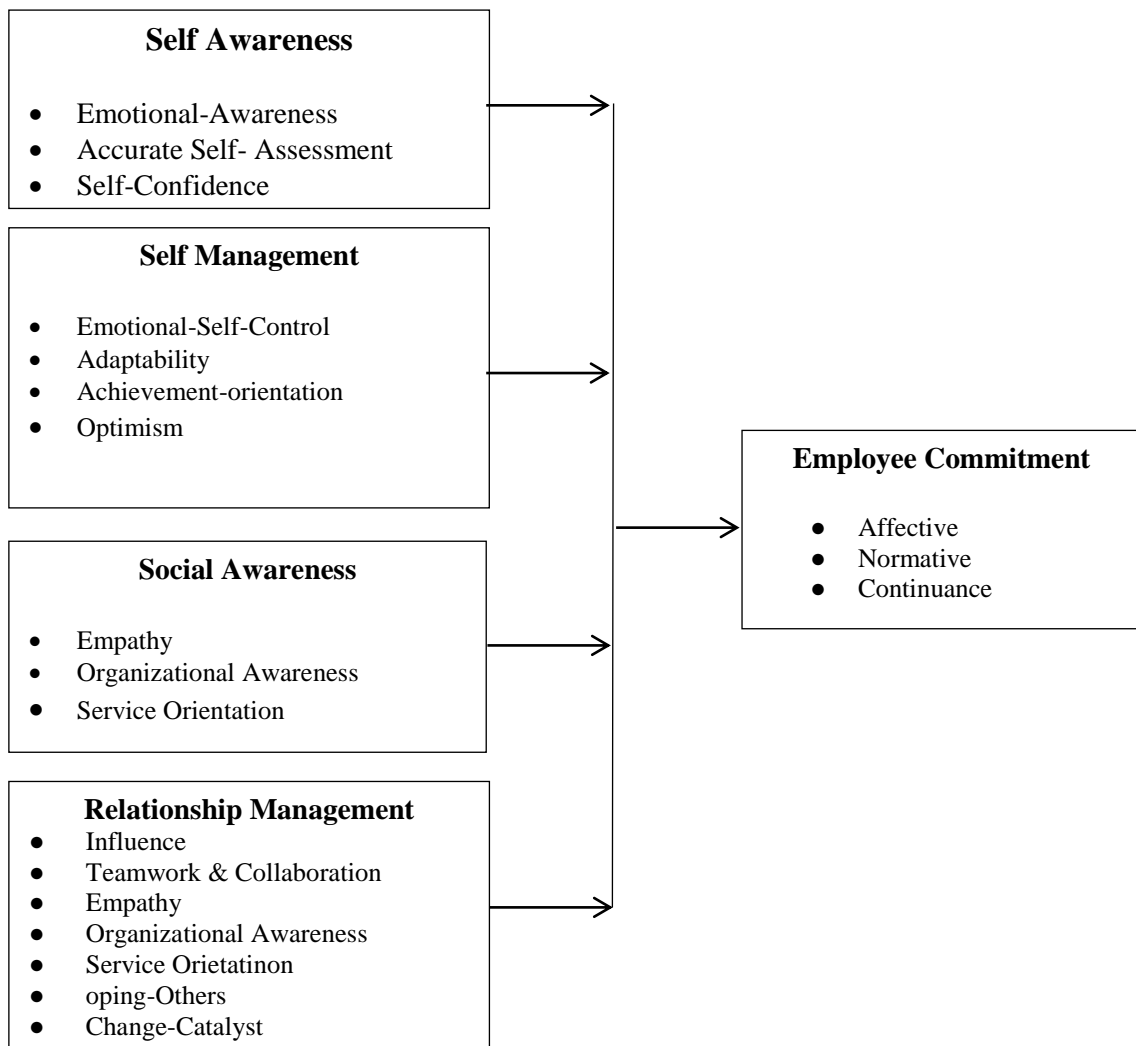 Self Awareness
● Emotional-Awareness
● Accurate Self- Assessment
● Self-Confidence
Self Management
● Emotional-Self-Control
● Adaptability
● Achievement-orientation
● Optimism
Social Awareness
● Empathy
● Organizational Awareness
● Service Orientation
Relationship Management
● Influence
● Teamwork & Collaboration
● Empathy
● Organizational Awareness
● Service Orietatinon
● oping-Others
● Change-Catalyst
Employee Commitment
● Affective
● Normative
● Continuance